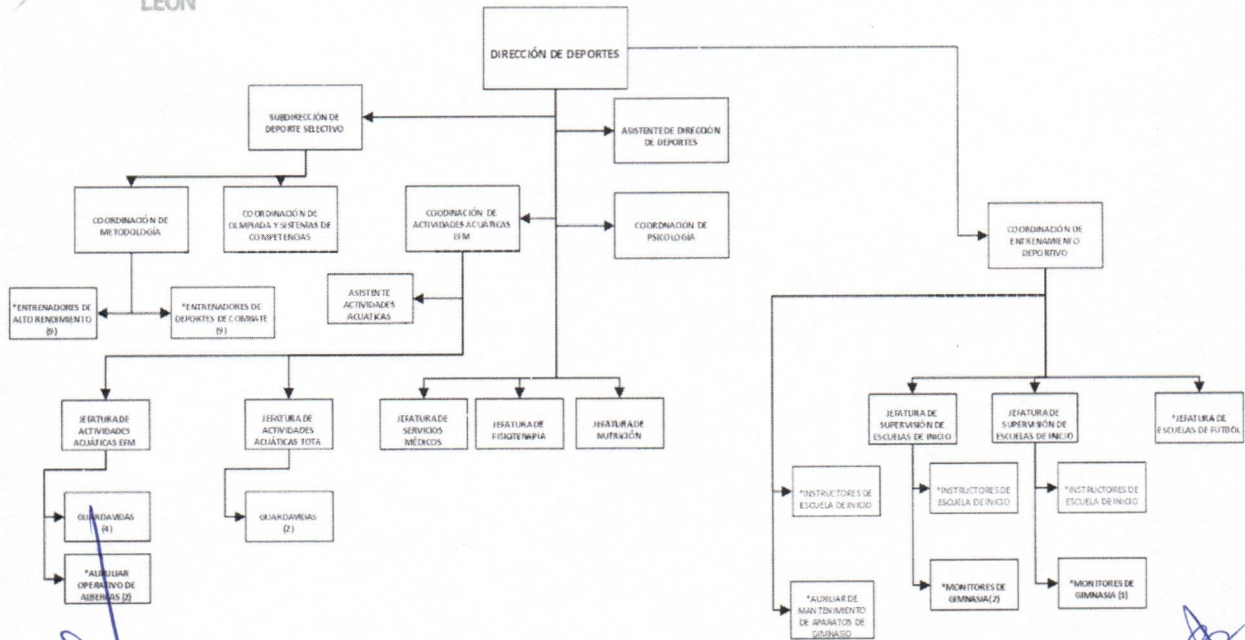 LEÓN
DIRECCIÓN DE DEPORTES
SUBDIRECCIÓN DE
DEPORTE SELECTIVO
ASISTENTE DE DIRECCIÓN
DE DEPORTES
COORDINACIÓN DE
METODOLOGÍA
COORDINACIÓN DE
OLIMPIADA Y SISTEMAS DE
COMPETENCIAS
COODINACIÓN DE
ACTIVIDADES ACUÁTICAS
EFM
COORDNACION DE
PSICOLOGÍA
COORDINACIÓN DE
ENTRENAMIENTO
DEPORTIVO
*ENTRENADORES DE
ALTO RENDIMIENTO
*ENTRENADORES DE
DEPORTES DE COMBATE
(9)
ASISTENTE
ACTIVIDADES
ACUATICAS
JEFATURA DE
ACTIVIDADES
ACUÁTICAS EFM
JEFATURA DE
ACTIVIDADES
ACUÁTICAS TOTA
JEFATURA DE
SERVICIOS
MÉDICOS
JEFATURA DE
FISIOTERAPIA
JEFATURA DE
NUTRICIÓN
JEFATURA DE
SUPERVISIÓN DE
ESCUELAS DE INICIO
JEFATURA DE
SUPERVISIÓN DE
ESCUELAS DE INICIO
*JEFATURA DE
ESCUELAS DE FUTBOL
GUARDAVIDAS
(4)
GUARDAVIDAS
(2)
*INSTRUCTORES DE
ESCUELA DE INICIO
*INSTRUCTORES DE
ESCUELA DE INICIO
*INSTRUCTORES DE
ESCUELA DE INICIO
*AUXILIAR
OPERATIVO DE
ALBERCAS (2)
*AUXILIAR DE
MANTENIMIENTO
DE APARATOS DE
GIMNASIO
*MONITORES DE
GIMNASIA (2)
*MONITORES DE
GIMNASIA (3)